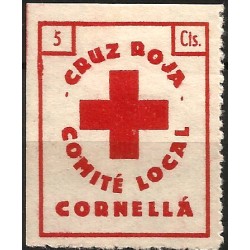 5 Cts.
CRUZ ROJA
COMITÉ LOCAL
CORNELLÁ